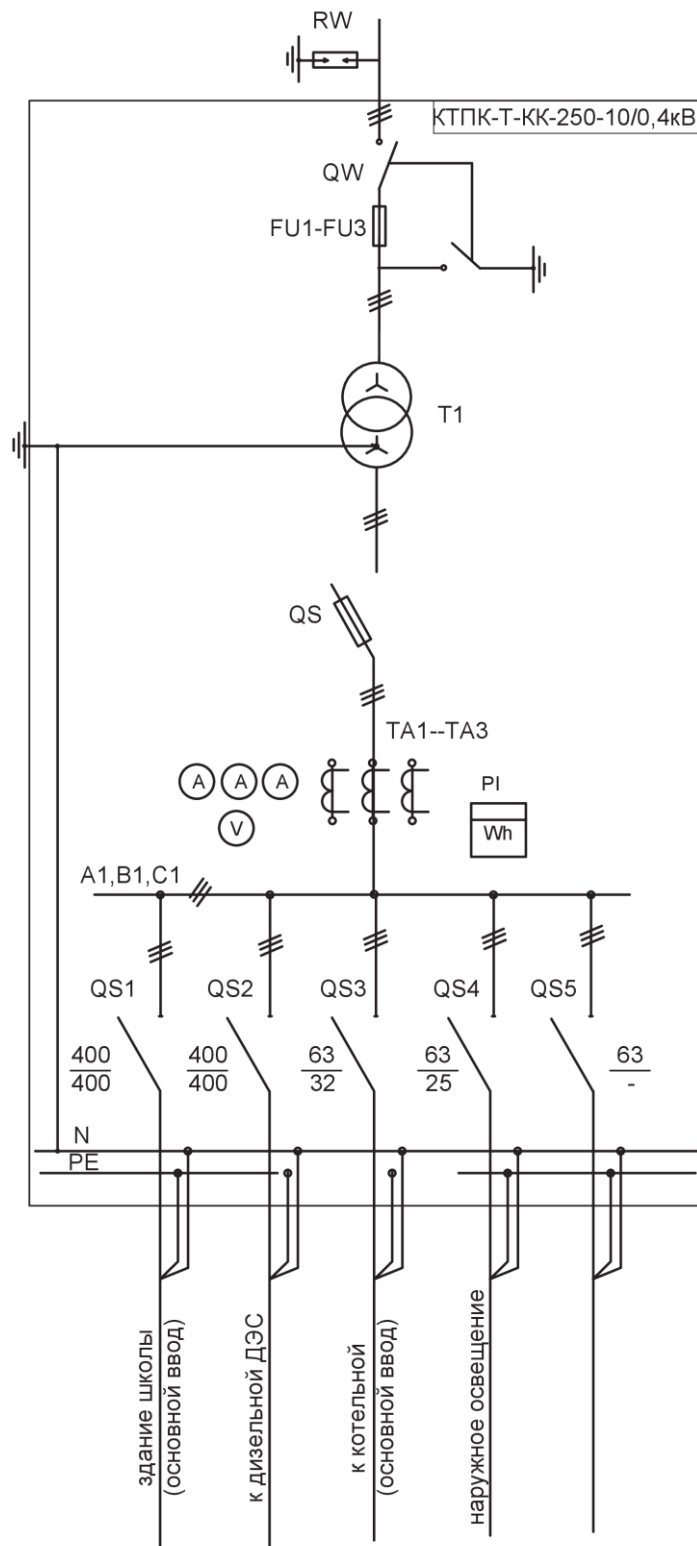 RW
КТПК-Т-КК-250-10/0,4кВ
QW
FU1-FU3
T1
QS
TA1--TA3
A A A
V
PI
Wh
A1,B1,C1
QS1
QS2
QS3
QS4
QS5
400
400
400
400
63
32
63
25
63
-
N
PE
здание школы
(основной ввод)
к дизельной ДЭС
к котельной
(основной ввод)
наружное освещение